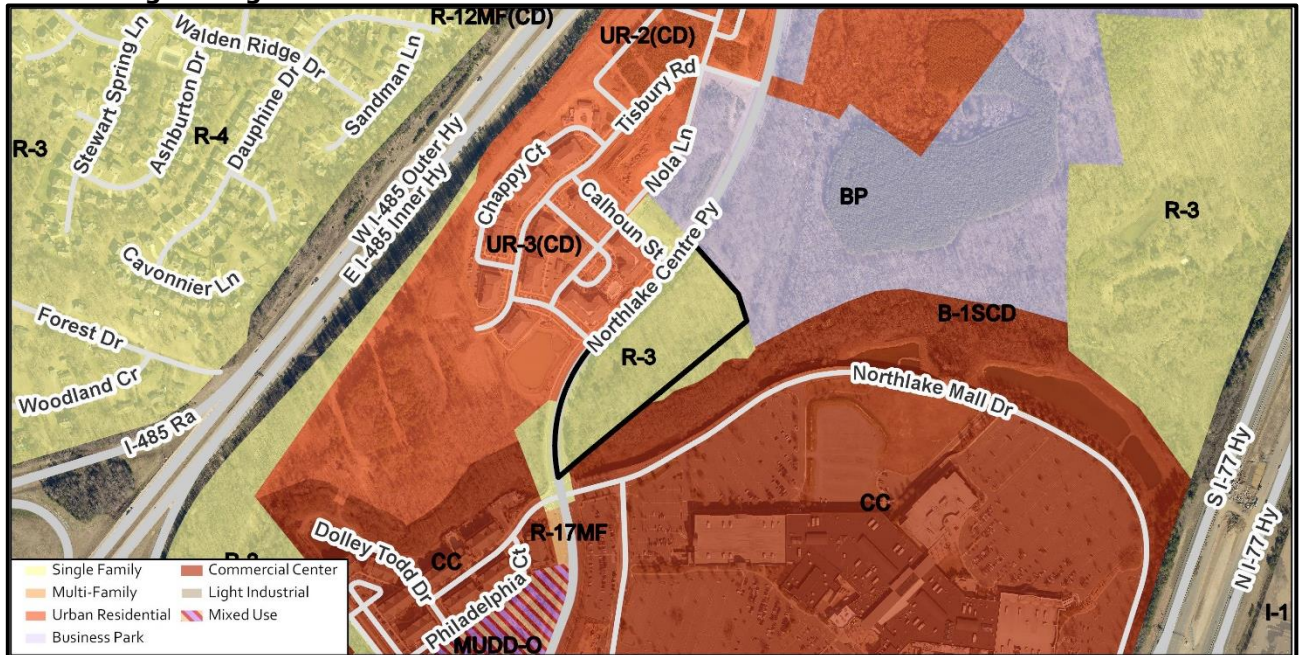 R-12MF(CD)
UR-2(CD)
Walden Ridge Dr
Sandman Ln
Stewart Spring Ln
Ashburton Dr
R-4
Dauphine Dr
R-3
Tisbury Rd
W I-485 Outer Hy
E I-485 Inner Hy
Chappy Ct
Nola Ln
Calhoun St
BP
R-3
UR-3(CD)
Cavonnier Ln
Northlake Centre Py
B-1SCD
Forest Dr
R-3
Woodland Cr
Northlake Mall Dr
I-485 Ra
S I-77 Hy
N I-77 Hy
CC
R-17MF
CC
Dolley Todd Dr
Philadelphia Ct
MUDD-O
I-1
Single Family
Multi-Family
Urban Residential
Business Park
Commercial Center
Light Industrial
Mixed Use